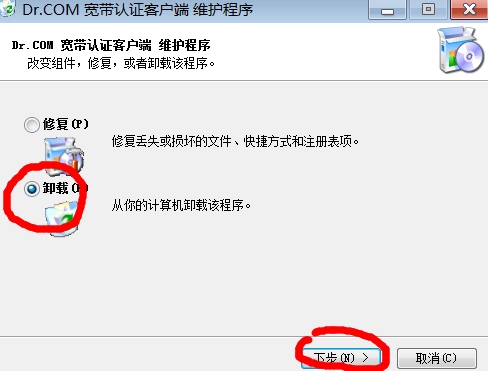 Dr.COM 宽带认证客户端 维护程序
Dr.COM 宽带认证客户端 维护程序
改变组件，修复，或者卸载该程序。
修复(P)
修复丢失或损坏的文件、快捷方式和注册表项。
卸载
从你的计算机卸载该程序。
下步(N) >
取消(C)